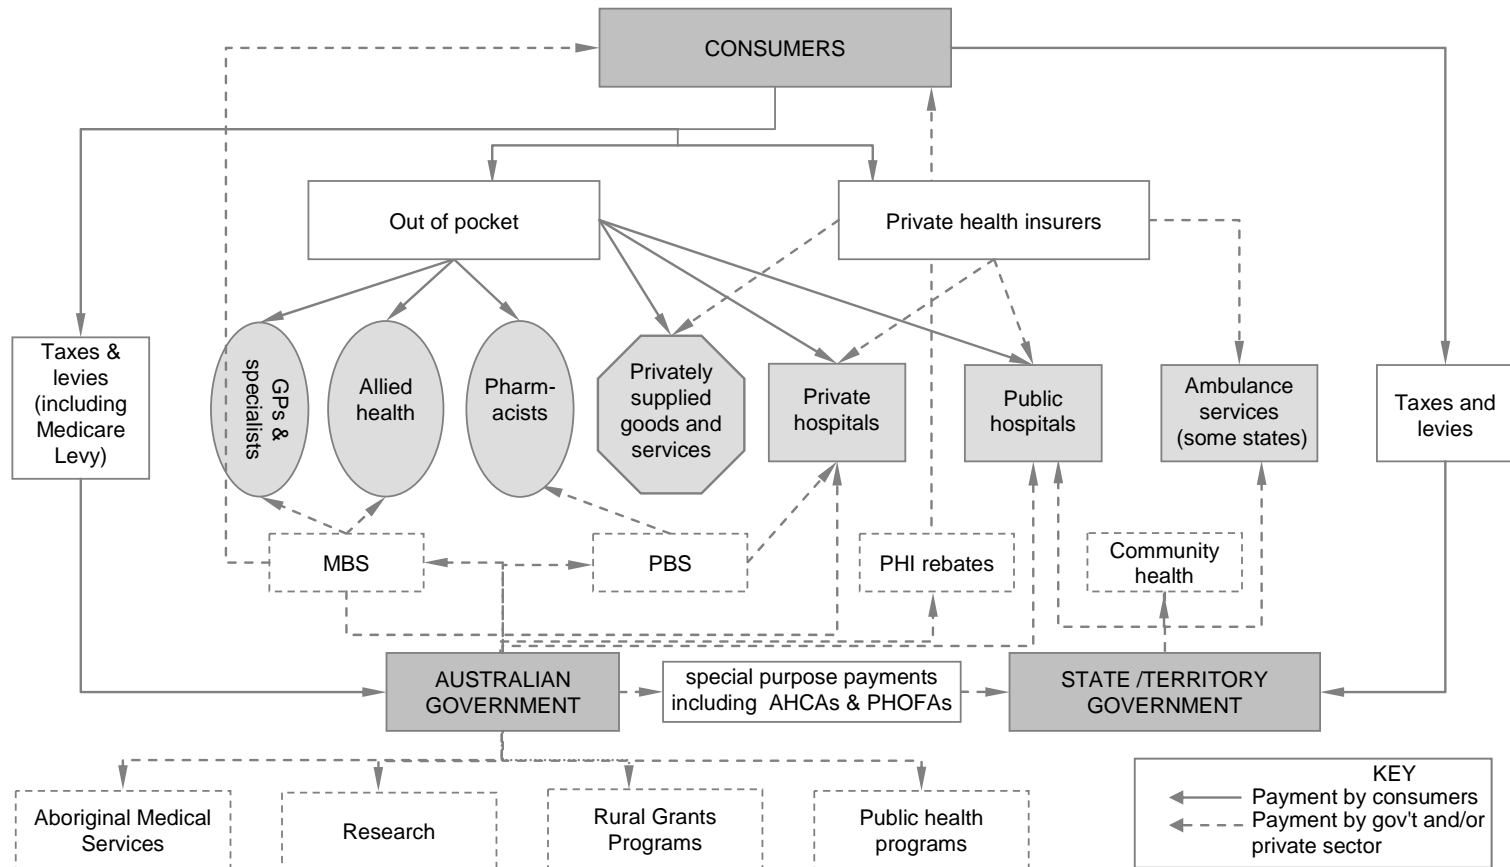 CONSUMERS
Out of pocket
Private health insurers
Taxes &
levies
(including
Medicare
Levy)
GPs &
specialists
Allied
health
Pharm-
acists
Privately
supplied
goods and
services
Private
hospitals
Public
hospitals
Ambulance
services
(some states)
Taxes and
levies
MBS
PBS
PHI rebates
Community
health
AUSTRALIAN
GOVERNMENT
special purpose payments
including AHCAs & PHOFAs
STATE /TERRITORY
GOVERNMENT
Aboriginal Medical
Services
Research
Rural Grants
Programs
Public health
programs
KEY
Payment by consumers
Payment by gov't and/or
private sector